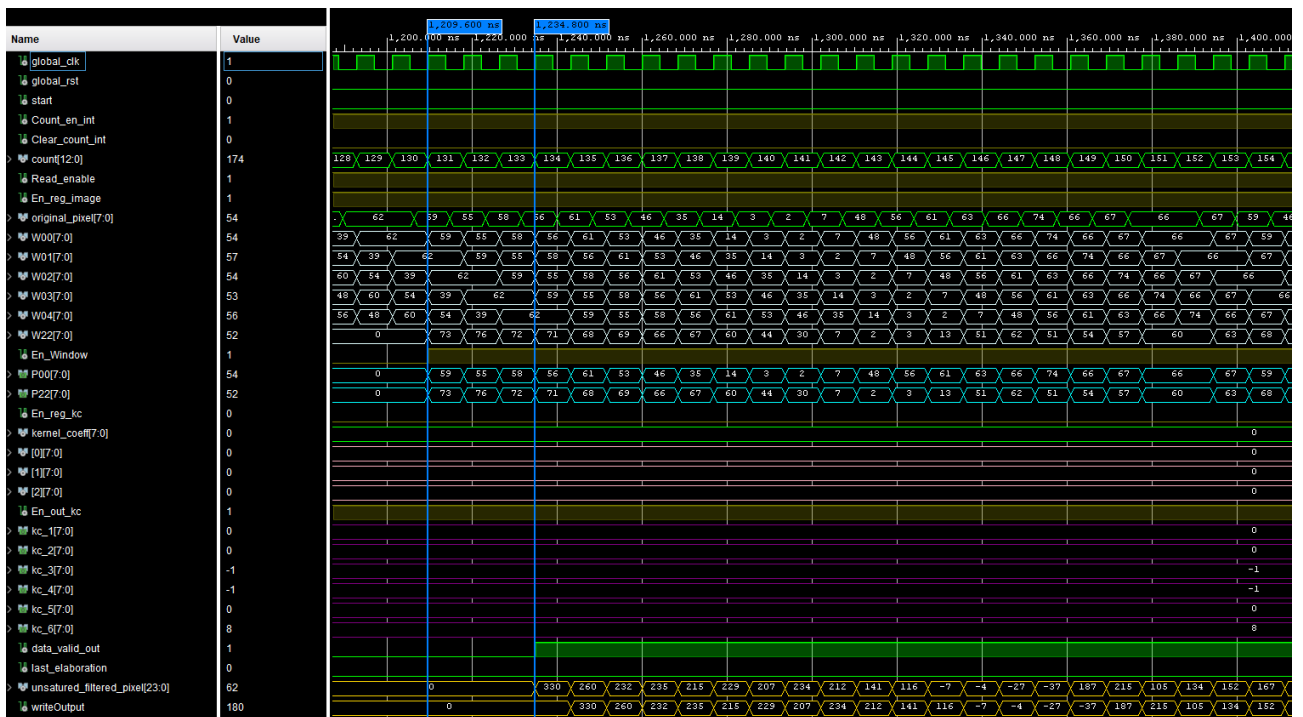 1,209.600 ns 1,234.800 ns
Name Value 1,200.000 ns 1,220.000 ns 1,240.000 ns 1,260.000 ns 1,280.000 ns 1,300.000 ns 1,320.000 ns 1,340.000 ns 1,360.000 ns 1,380.000 ns 1,400.000
global_clk 1
global_rst 0
start 0
Count_en_int 1
Clear_count_int 0
count[12:0] 174 128 129 130 131 132 133 134 135 136 137 138 139 140 141 142 143 144 145 146 147 148 149 150 151 152 153 154
Read_enable 1
En_reg_image 1
original_pixel[7:0] 54 62 59 55 58 56 61 53 46 35 14 3 2 7 48 56 61 63 66 74 66 67 66 67 59 46
W00[7:0] 54 39 62 59 55 58 56 61 53 46 35 14 3 2 7 48 56 61 63 66 74 66 67 66 67 59
W01[7:0] 57 54 39 62 59 55 58 56 61 53 46 35 14 3 2 7 48 56 61 63 66 74 66 67 66 67
W02[7:0] 54 60 54 39 62 59 55 58 56 61 53 46 35 14 3 2 7 48 56 61 63 66 74 66 67 66
W03[7:0] 53 48 60 54 39 62 59 55 58 56 61 53 46 35 14 3 2 7 48 56 61 63 66 74 66 67 66
W04[7:0] 56 56 48 60 54 39 62 59 55 58 56 61 53 46 35 14 3 2 7 48 56 61 63 66 74 66 67
W22[7:0] 52 0 73 76 72 71 68 69 66 67 60 44 30 7 2 3 13 51 62 51 54 57 60 63 68
En_Window 1
P00[7:0] 54 0 59 55 58 56 61 53 46 35 14 3 2 7 48 56 61 63 66 74 66 67 66 67 59
P22[7:0] 52 0 73 76 72 71 68 69 66 67 60 44 30 7 2 3 13 51 62 51 54 57 60 63 68
En_reg_kc 0
kernel_coeff[7:0] 0 0
[0][7:0] 0 0
[1][7:0] 0 0
[2][7:0] 0 0
En_out_kc 1
kc_1[7:0] 0 0
kc_2[7:0] 0 0
kc_3[7:0] -1 -1
kc_4[7:0] -1 -1
kc_5[7:0] 0 0
kc_6[7:0] 8 8
data_valid_out 1
last_elaboration 0
unsatured_filtered_pixel[23:0] 62 0 330 260 232 235 215 229 207 234 212 141 116 -7 -4 -27 -37 187 215 105 134 152 167
writeOutput 180 0 330 260 232 235 215 229 207 234 212 141 116 -7 -4 -27 -37 187 215 105 134 152